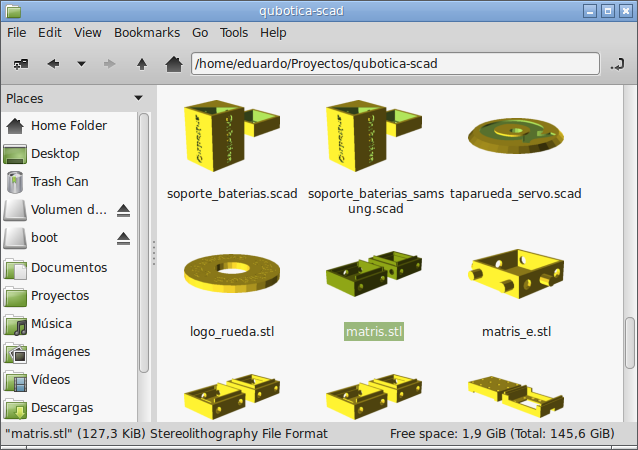 qubotica-scad
File Edit View Bookmarks Go Tools Help
/home/eduardo/Proyectos/qubotica-scad
Places
Home Folder
Desktop
Trash Can
Volumen d...
boot
Documentos
Proyectos
Música
Imágenes
Vídeos
Descargas
soporte_baterias.scad
soporte_baterias_sams
ung.scad
taparueda_servo.scad
logo_rueda.stl
matris.stl
matris_e.stl
"matris.stl" (127,3 KiB) Stereolithography File Format
Free space: 1,9 GiB (Total: 145,6 GiB)